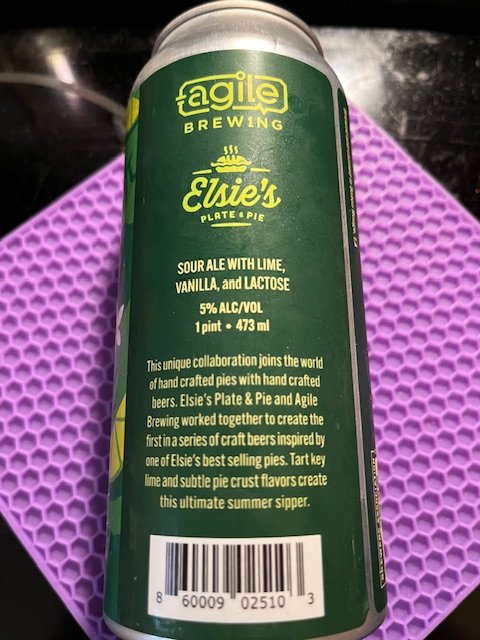 agile
BREW1NG
Elsie's
PLATE & PIE
SOUR ALE WITH LIME,
VANILLA, and LACTOSE
5% ALC/VOL
1 pint • 473 ml
This unique collaboration joins the world
of hand crafted pies with hand crafted
beers. Elsie's Plate & Pie and Agile
Brewing worked together to create the
first in a series of craft beers inspired by
one of Elsie's best selling pies. Tart key
lime and subtle pie crust flavors create
this ultimate summer sipper.
8 60009 02510 3